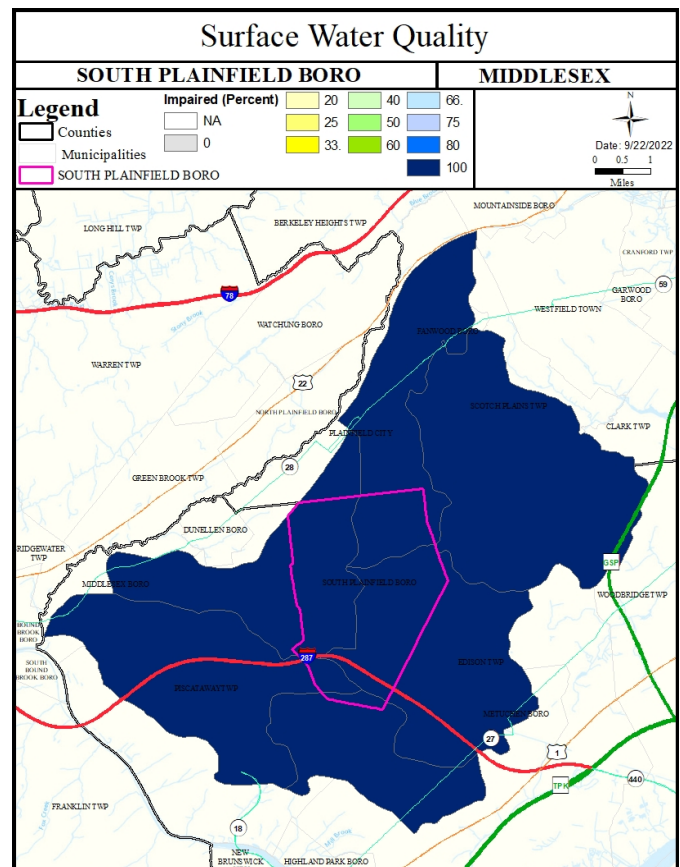 Surface Water Quality
SOUTH PLAINFIELD BORO
MIDDLESEX
Legend
Counties
Municipalities
SOUTH PLAINFIELD BORO
Impaired (Percent)
NA
0
20
25
33.
40
50
60
66.
75
80
100
N
Date: 9/22/2022
0 0.5 1
Miles
MOUNTAINSIDE BORO
LONG HILL TWP
BERKELEY HEIGHTS TWP
CRANFORD TWP
59
GARWOOD
BORO
78
WESTFIELD TOWN
Stony Brook
WATCHUNG BORO
FANWOOD BORO
WARREN TWP
22
SCOTCH PLAINS TWP
NORTH PLAINFIELD BORO
CLARK TWP
PLAINFIELD CITY
28
GREEN BROOK TWP
DUNELLEN BORO
BRIDGEWATER
TWP
GSP
MIDDLESEX BORO
SOUTH PLAINFIELD BORO
WOODBRIDGE TWP
BOUND
BROOK
BORO
287
EDISON TWP
SOUTH
BOUND
BROOK BORO
PISCATAWAY TWP
METUCHEN BORO
27
1
440
TPK
FRANKLIN TWP
18
Mill Brook
NEW
BRUNSWICK
HIGHLAND PARK BORO